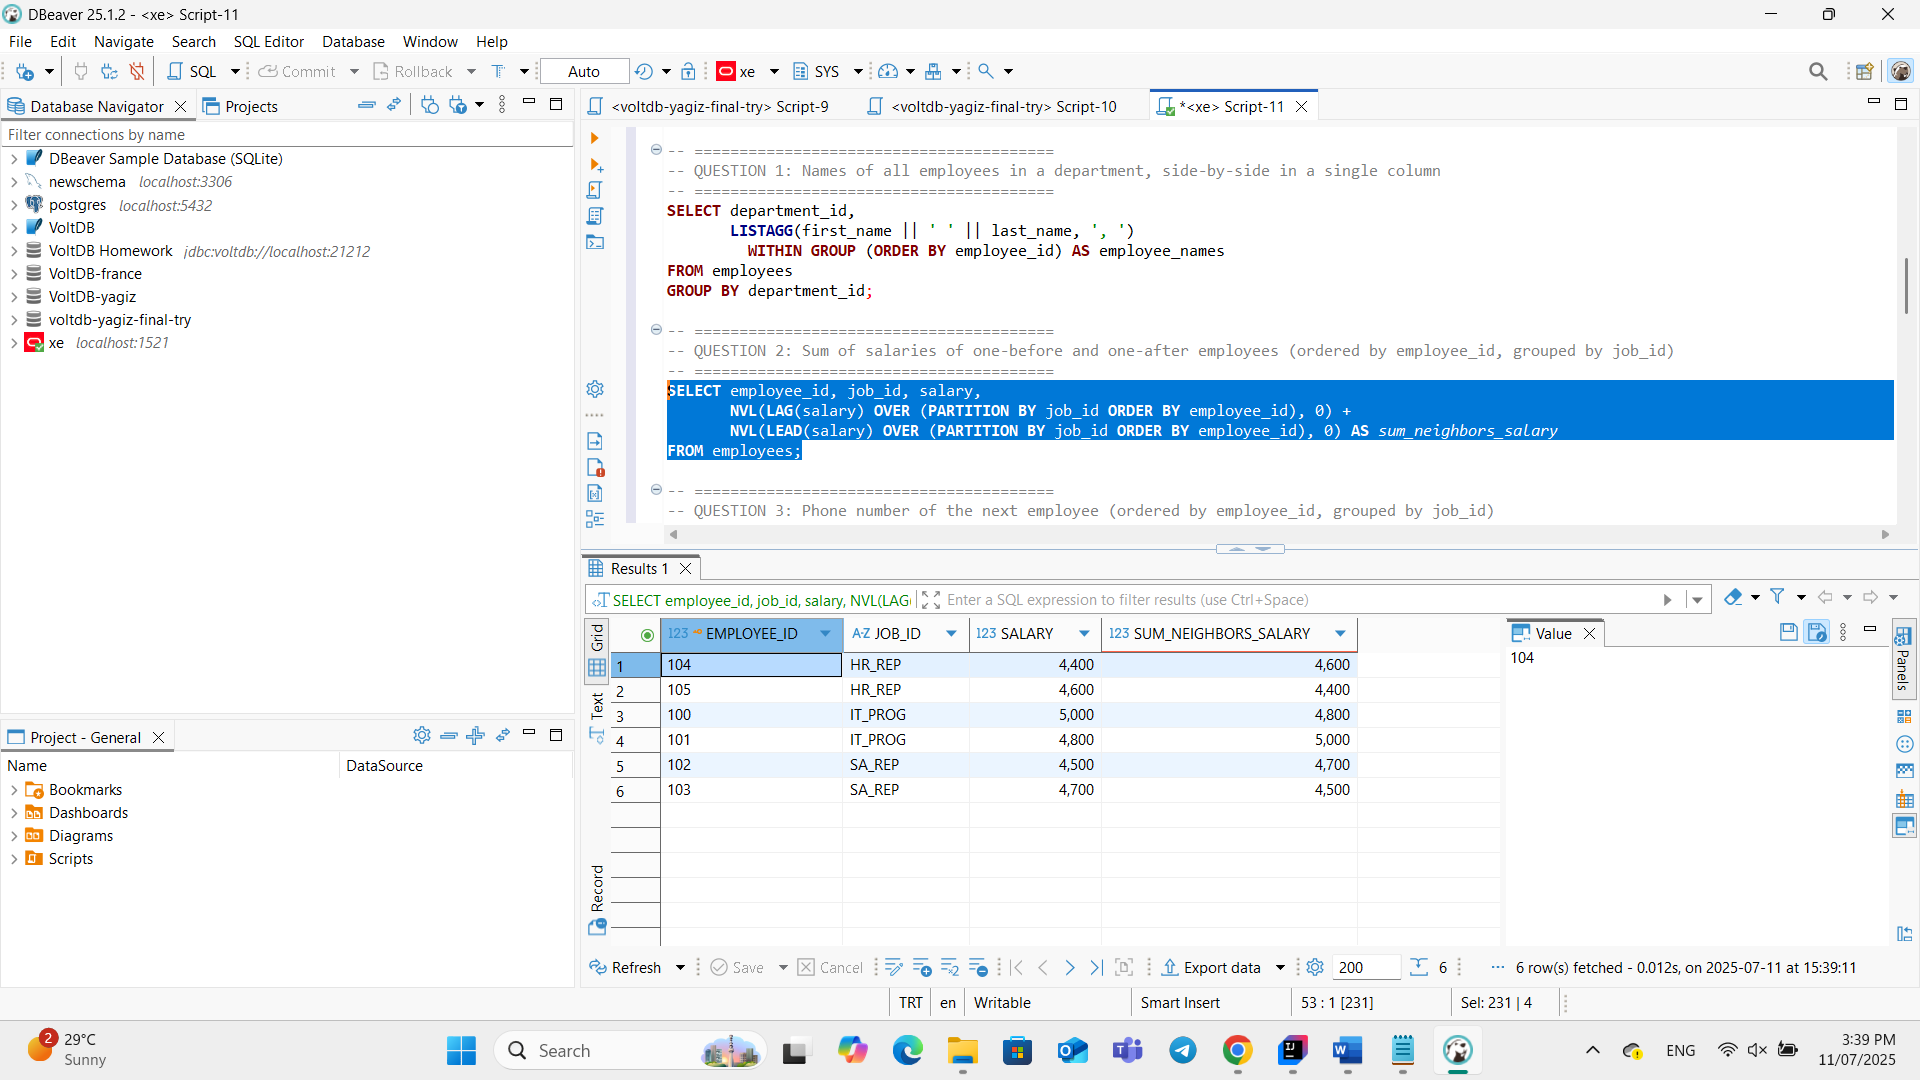 DBeaver 25.1.2 - <xe> Script-11
File Edit Navigate Search SQL Editor Database Window Help
SQL Commit Rollback T Auto xe SYS
Database Navigator Projects
Filter connections by name
DBeaver Sample Database (SQLite)
newschema localhost:3306
postgres localhost:5432
VoltDB
VoltDB Homework jdbc:voltdb://localhost:21212
VoltDB-france
VoltDB-yagiz
voltdb-yagiz-final-try
xe localhost:1521
Project - General
Name DataSource
Bookmarks
Dashboards
Diagrams
Scripts
<voltdb-yagiz-final-try> Script-9 <voltdb-yagiz-final-try> Script-10 *<xe> Script-11
-- ========================================
-- QUESTION 1: Names of all employees in a department, side-by-side in a single column
-- ========================================
SELECT department_id,
LISTAGG(first_name || ' ' || last_name, ', ')
WITHIN GROUP (ORDER BY employee_id) AS employee_names
FROM employees
GROUP BY department_id;
-- ========================================
-- QUESTION 2: Sum of salaries of one-before and one-after employees (ordered by employee_id, grouped by job_id)
-- ========================================
SELECT employee_id, job_id, salary,
NVL(LAG(salary) OVER (PARTITION BY job_id ORDER BY employee_id), 0) +
NVL(LEAD(salary) OVER (PARTITION BY job_id ORDER BY employee_id), 0) AS sum_neighbors_salary
FROM employees;
-- ========================================
-- QUESTION 3: Phone number of the next employee (ordered by employee_id, grouped by job_id)
Results 1
SELECT employee_id, job_id, salary, NVL(LAG( Enter a SQL expression to filter results (use Ctrl+Space)
Grid
Text
Record
123 EMPLOYEE_ID A-Z JOB_ID 123 SALARY 123 SUM_NEIGHBORS_SALARY
1 104 HR_REP 4,400 4,600
2 105 HR_REP 4,600 4,400
3 100 IT_PROG 5,000 4,800
4 101 IT_PROG 4,800 5,000
5 102 SA_REP 4,500 4,700
6 103 SA_REP 4,700 4,500
Value
104
Panels
Refresh Save Cancel Export data 200 6 ... 6 row(s) fetched - 0.012s, on 2025-07-11 at 15:39:11
TRT en Writable Smart Insert 53 : 1 [231] Sel: 231 | 4
2 29°C
Sunny
Search
ENG
3:39 PM
11/07/2025